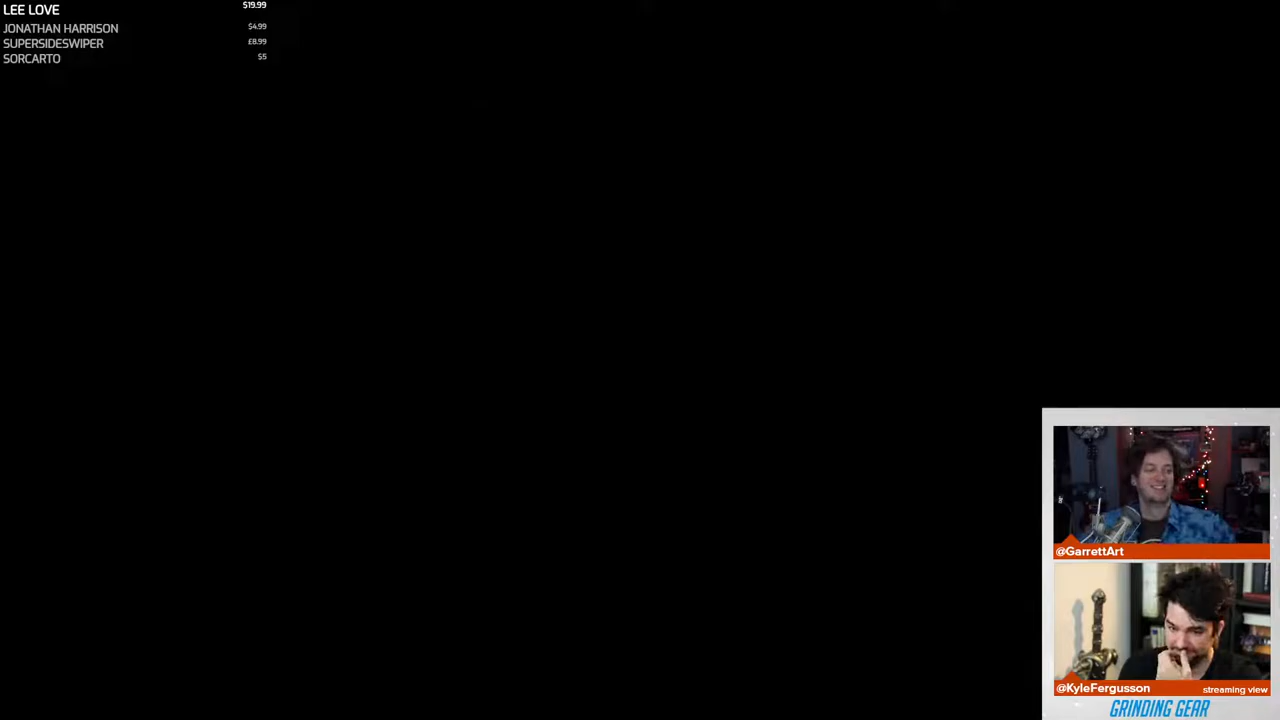 LEE LOVE $19.99
JONATHAN HARRISON $4.99
SUPERSIDESWIPER £8.99
SORCARTO $5
@GarrettArt
@KyleFergusson streaming view
GRINDING GEAR